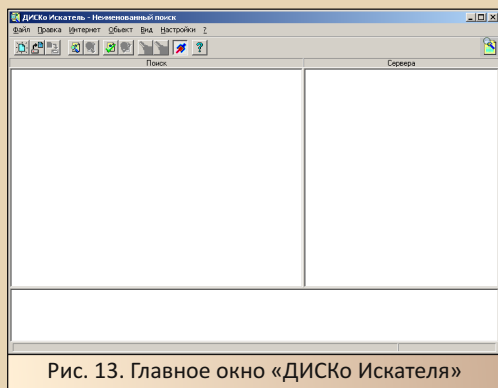 ДИСКо Искатель - Неименованный поиск
Файл Правка Интернет Объект Вид Настройки ?
Поиск Сервера
Рис. 13. Главное окно «ДИСКо Искателя»